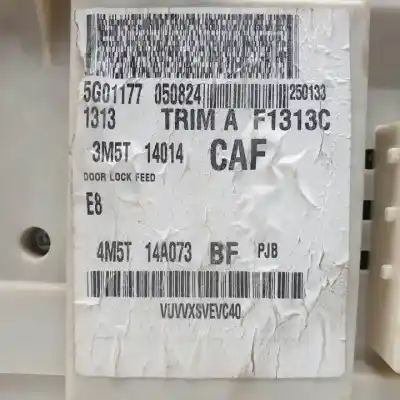 5G01177 050824 250133
1313 TRIM A F1313C
3M5T 14014 CAF
DOOR LOCK FEED
E8
4M5T 14A073 BF PJB
VUVVXSVEVC40